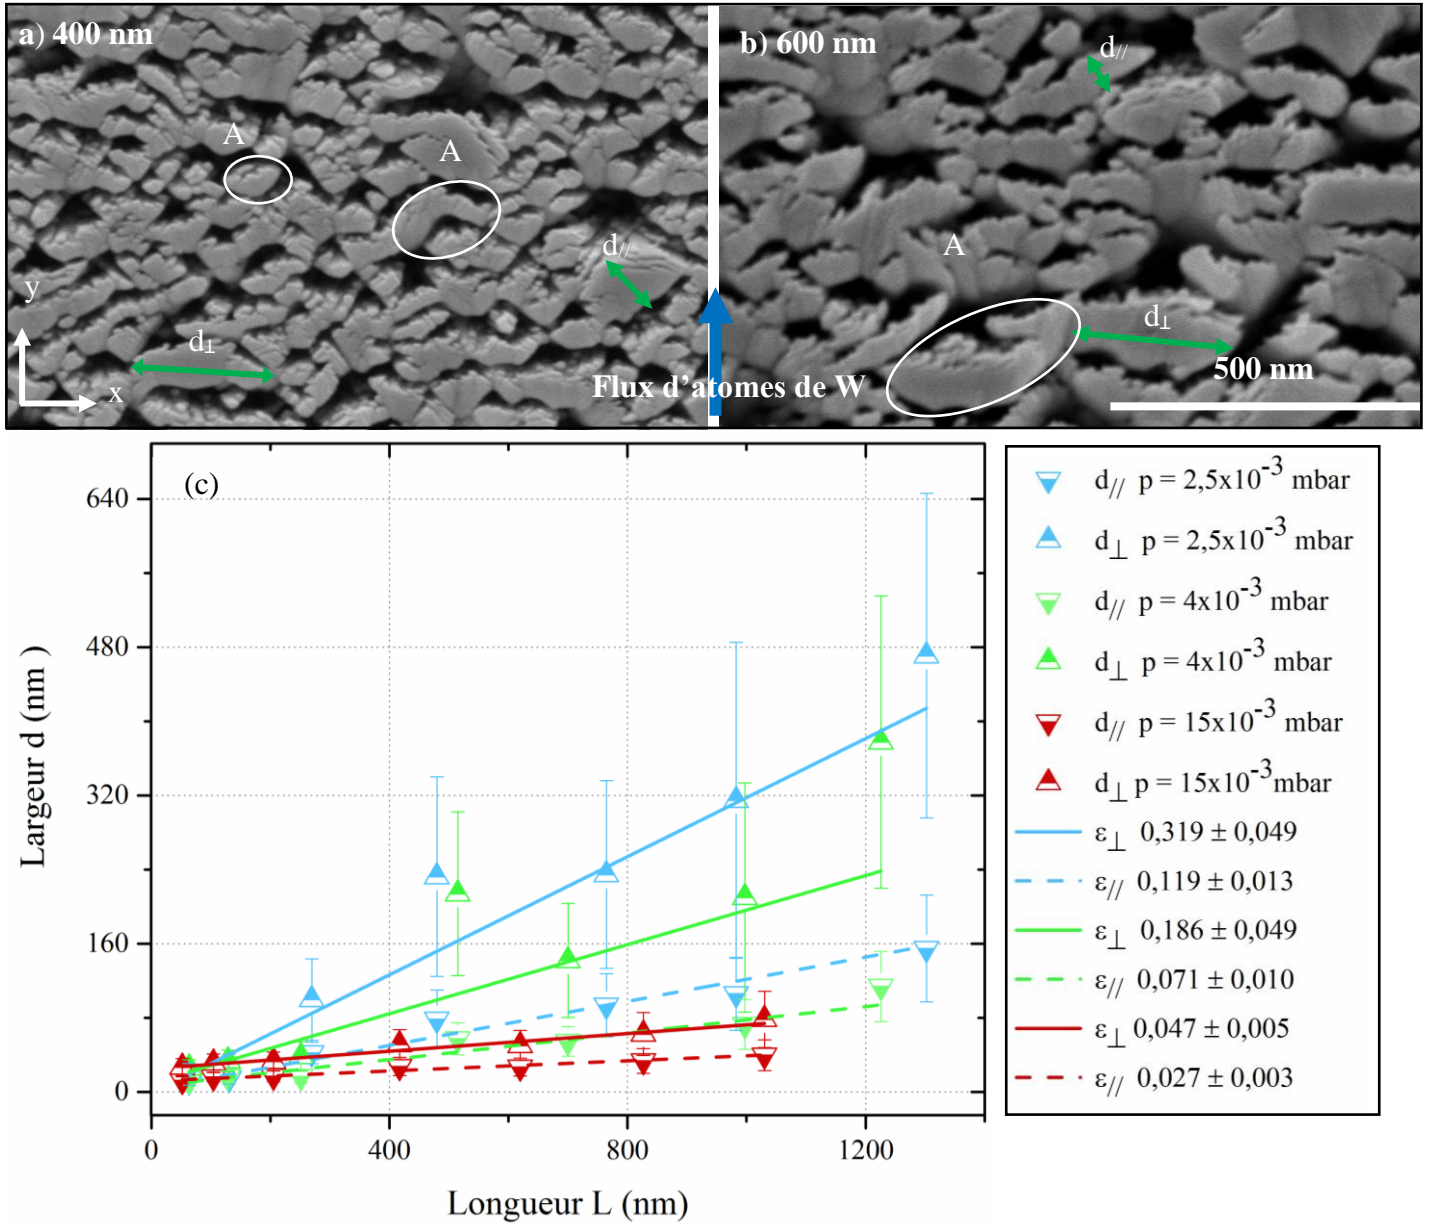 a) 400 nm
b) 600 nm
d//
A
A
d//
A
y
d⊥
d⊥
x
500 nm
Flux d'atomes de W
(c)
640
480
320
160
0
0
400
800
1200
Largeur d (nm )
Longueur L (nm)
d// p = 2,5x10⁻³ mbar
d⊥ p = 2,5x10⁻³ mbar
d// p = 4x10⁻³ mbar
d⊥ p = 4x10⁻³ mbar
d// p = 15x10⁻³ mbar
d⊥ p = 15x10⁻³mbar
ε⊥ 0,319 ± 0,049
ε// 0,119 ± 0,013
ε⊥ 0,186 ± 0,049
ε// 0,071 ± 0,010
ε⊥ 0,047 ± 0,005
ε// 0,027 ± 0,003